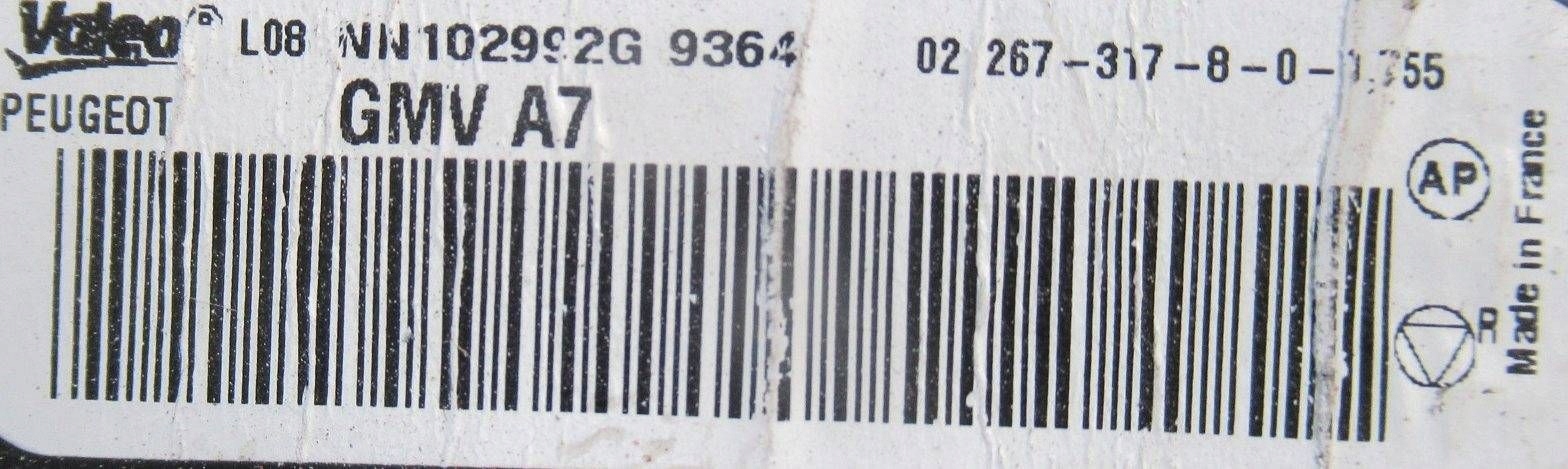 Valeo L08 NN102992G 9364 02 267-317-8-0-
PEUGEOT GMV A7
AP
R
Made in France